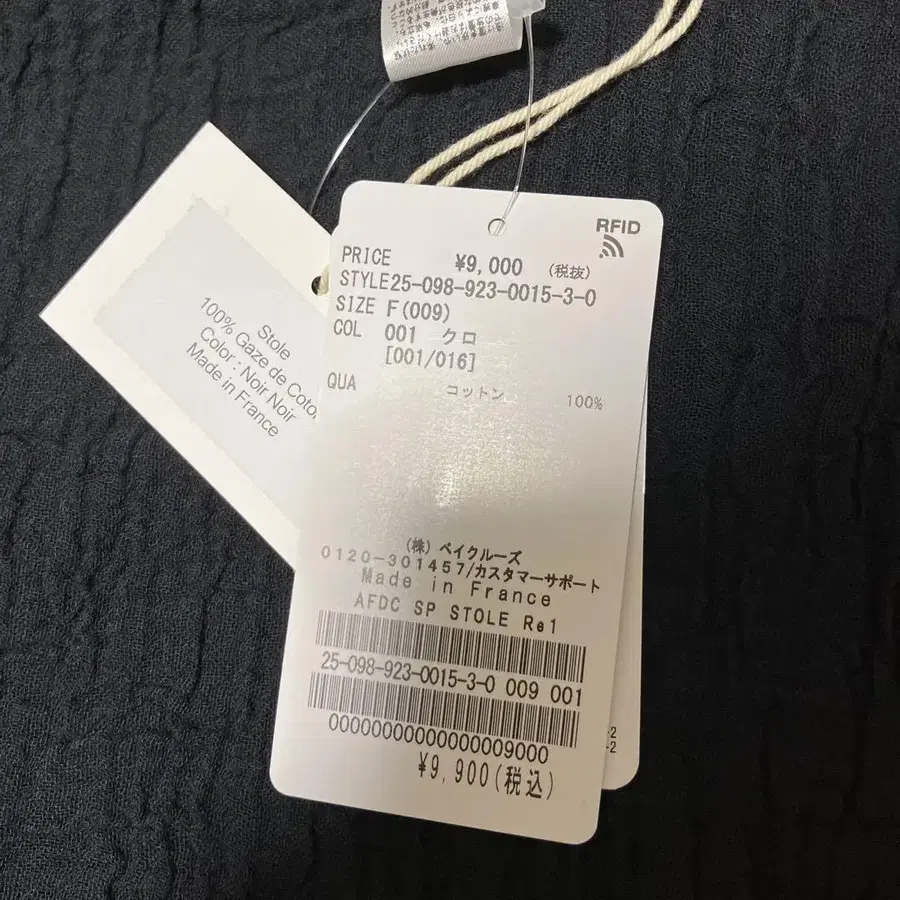 RFID
PRICE ¥9,000 (税抜)
STYLE25-098-923-0015-3-0
SIZE F(009)
COL 001 クロ
[001/016]
QUA コットン 100%
(株) ベイクルーズ
0120-301457/カスタマーサポート
Made in France
AFDC SP STOLE Re1
25-098-923-0015-3-0 009 001
00000000000000009000
¥9,900(税込)
Stole
100% Gaze de Coton
Color : Noir Noir
Made in France
-2
-2